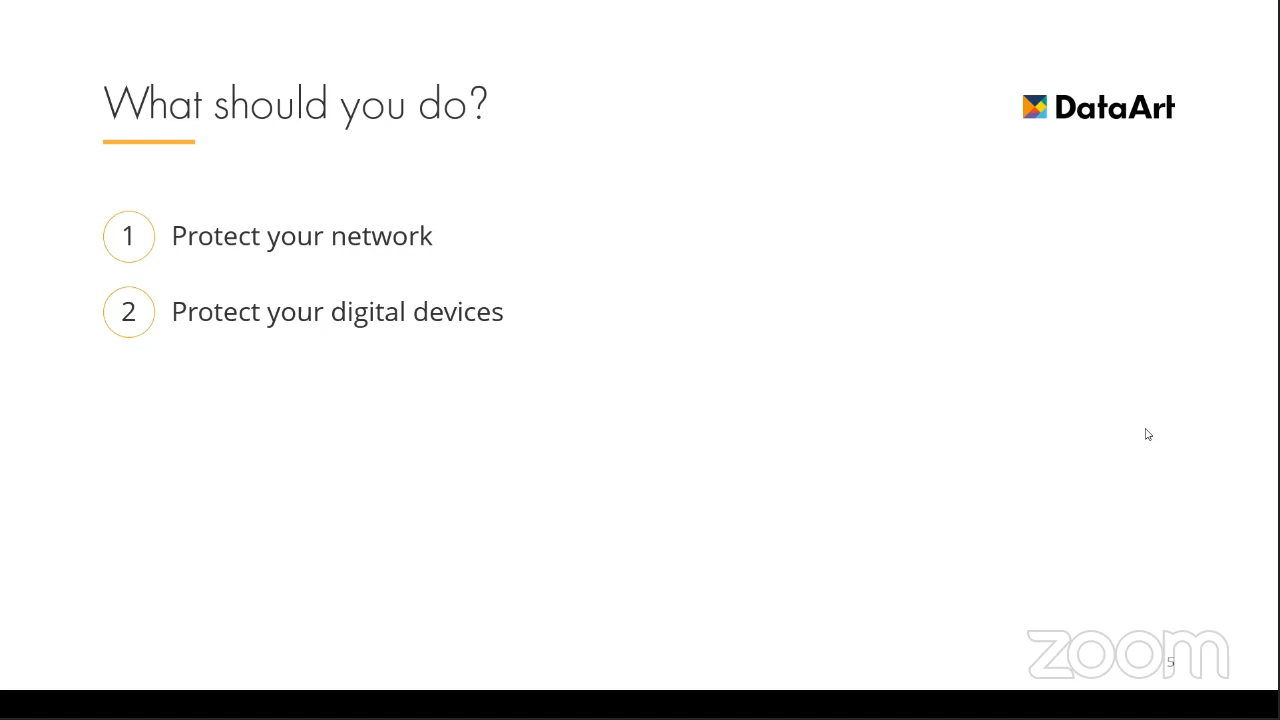 What should you do?
DataArt
1 Protect your network
2 Protect your digital devices
zoom
5